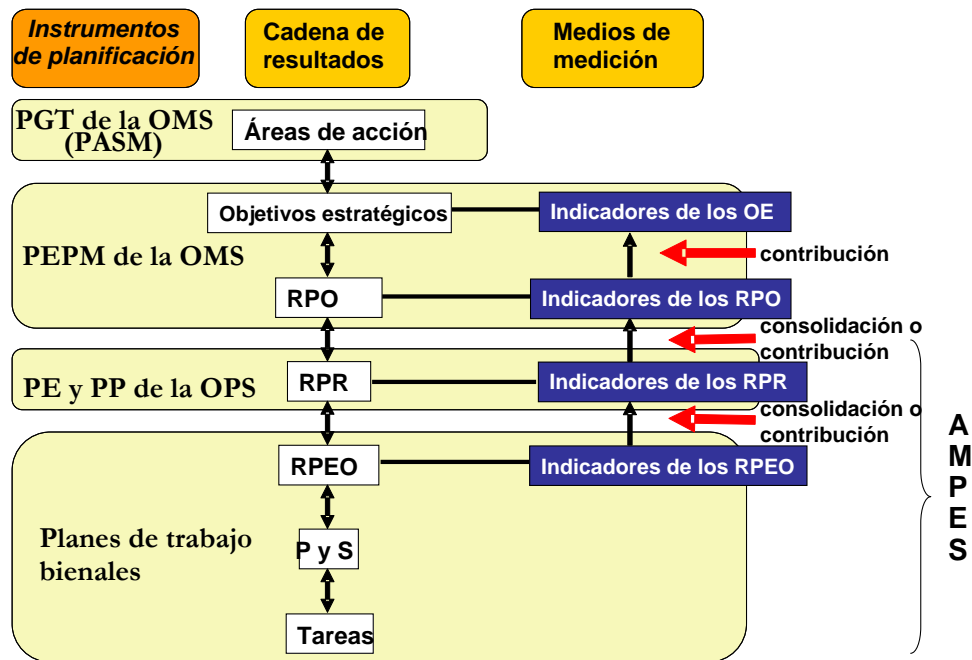 Instrumentos
de planificación
Cadena de
resultados
Medios de
medición
PGT de la OMS
(PASM)
Áreas de acción
Objetivos estratégicos
Indicadores de los OE
PEPM de la OMS
contribución
RPO
Indicadores de los RPO
consolidación o
contribución
PE y PP de la OPS
RPR
Indicadores de los RPR
consolidación o
contribución
RPEO
Indicadores de los RPEO
Planes de trabajo
bienales
P y S
Tareas
A
M
P
E
S